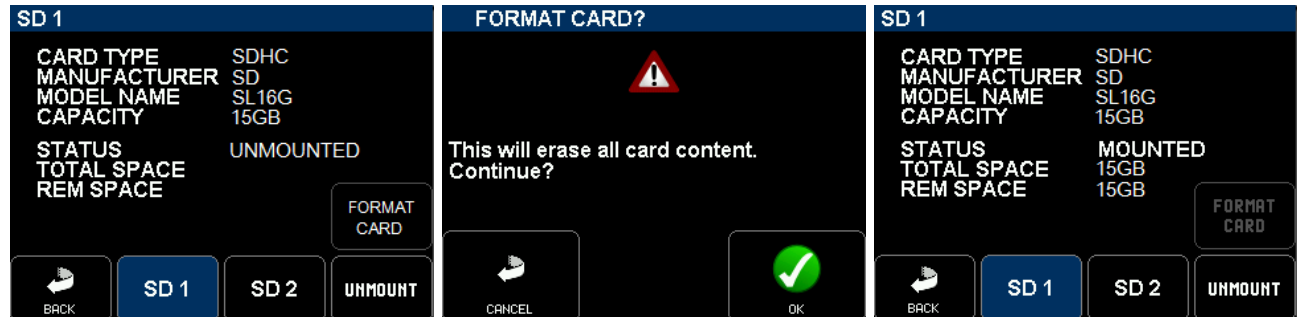 SD 1
CARD TYPE SDHC
MANUFACTURER SD
MODEL NAME SL16G
CAPACITY 15GB
STATUS UNMOUNTED
TOTAL SPACE
REM SPACE
FORMAT
CARD
BACK
SD 1
SD 2
UNMOUNT
FORMAT CARD?
This will erase all card content.
Continue?
CANCEL
OK
SD 1
CARD TYPE SDHC
MANUFACTURER SD
MODEL NAME SL16G
CAPACITY 15GB
STATUS MOUNTED
TOTAL SPACE 15GB
REM SPACE 15GB
FORMAT
CARD
BACK
SD 1
SD 2
UNMOUNT